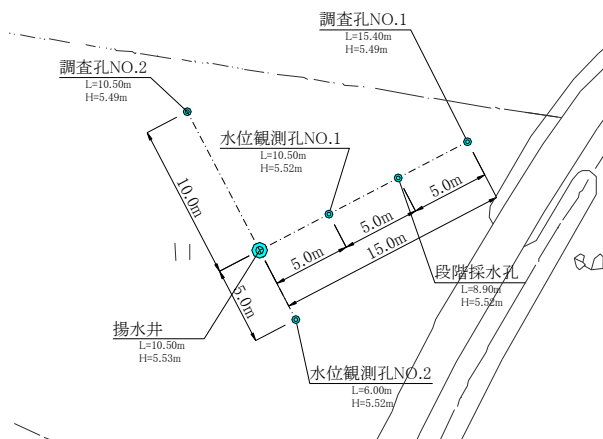 調査孔NO.1
L=15.40m
H=5.49m
調査孔NO.2
L=10.50m
H=5.49m
水位観測孔NO.1
L=10.50m
H=5.52m
10.0m
5.0m
5.0m
5.0m
15.0m
5.0m
段階採水孔
L=8.90m
H=5.52m
揚水井
L=10.50m
H=5.53m
水位観測孔NO.2
L=6.00m
H=5.52m